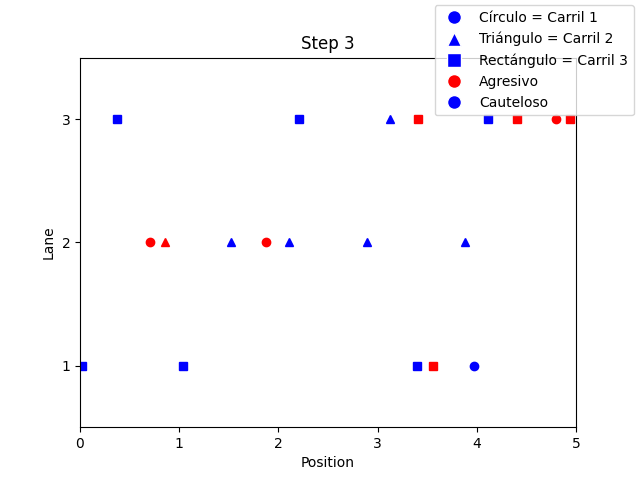 Step 3
Círculo = Carril 1
Triángulo = Carril 2
Rectángulo = Carril 3
Agresivo
Cauteloso
Lane
3
2
1
0 1 2 3 4 5
Position